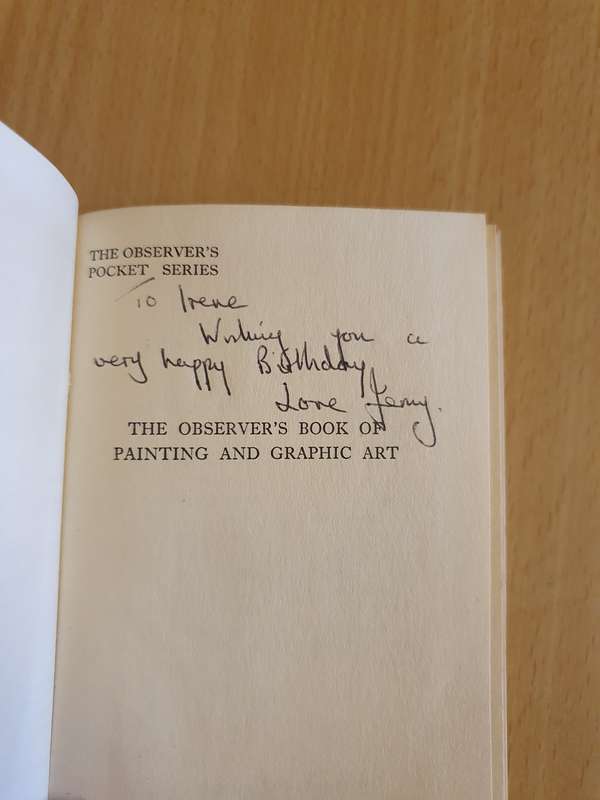 THE OBSERVER'S
POCKET SERIES
To Irene
Wishing you a
very happy Birthday,
Love
THE OBSERVER'S BOOK OF
PAINTING AND GRAPHIC ART